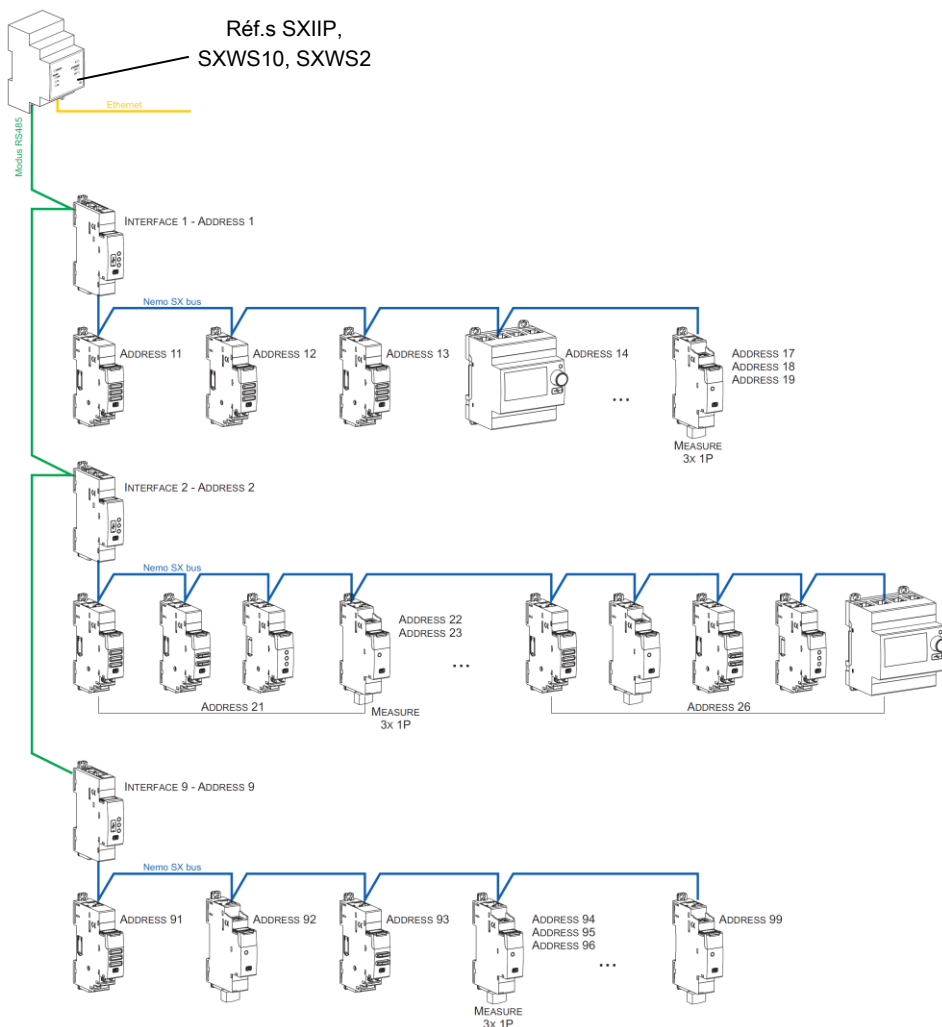 Réf.s SXIIP,
SXWS10, SXWS2
Ethernet
Modus RS485
INTERFACE 1 - ADDRESS 1
Nemo SX bus
ADDRESS 11
ADDRESS 12
ADDRESS 13
ADDRESS 14
ADDRESS 17
ADDRESS 18
ADDRESS 19
...
MEASURE
3X 1P
INTERFACE 2 - ADDRESS 2
Nemo SX bus
ADDRESS 22
ADDRESS 23
...
ADDRESS 21
MEASURE
3X 1P
ADDRESS 26
INTERFACE 9 - ADDRESS 9
Nemo SX bus
ADDRESS 91
ADDRESS 92
ADDRESS 93
ADDRESS 94
ADDRESS 95
ADDRESS 96
ADDRESS 99
...
MEASURE
3X 1P